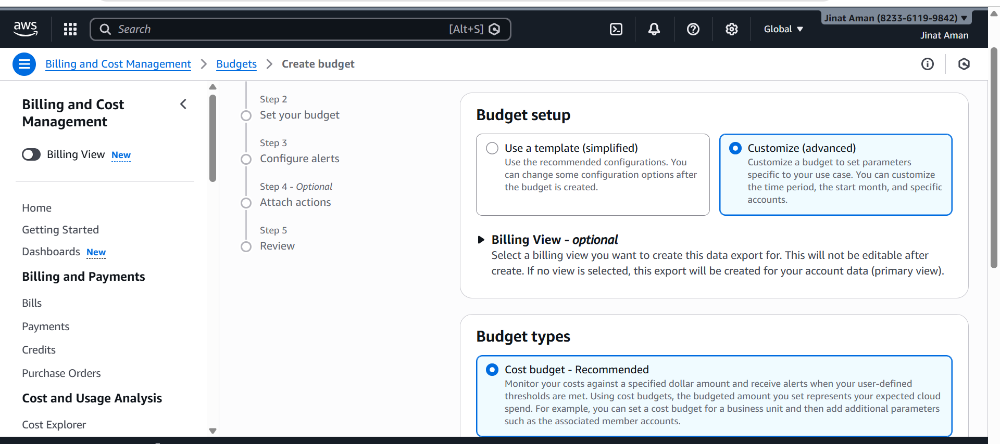 aws
Search
[Alt+S]
Global
Jinat Aman (8233-6119-9842)
Jinat Aman
Billing and Cost Management
Budgets
Create budget
Billing and Cost
Management
Billing View New
Home
Getting Started
Dashboards New
Billing and Payments
Bills
Payments
Credits
Purchase Orders
Cost and Usage Analysis
Cost Explorer
Step 2
Set your budget
Step 3
Configure alerts
Step 4 - Optional
Attach actions
Step 5
Review
Budget setup
Use a template (simplified)
Use the recommended configurations. You
can change some configuration options after
the budget is created.
Customize (advanced)
Customize a budget to set parameters
specific to your use case. You can customize
the time period, the start month, and specific
accounts.
Billing View - optional
Select a billing view you want to create this data export for. This will not be editable after
create. If no view is selected, this export will be created for your account data (primary view).
Budget types
Cost budget - Recommended
Monitor your costs against a specified dollar amount and receive alerts when your user-defined
thresholds are met. Using cost budgets, the budgeted amount you set represents your expected cloud
spend. For example, you can set a cost budget for a business unit and then add additional parameters
such as the associated member accounts.